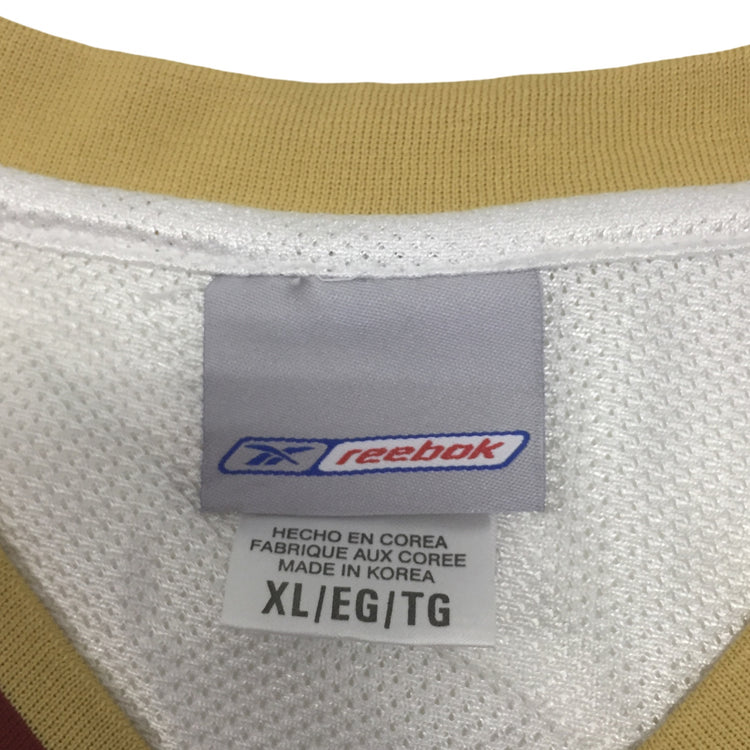 reebok
HECHO EN COREA
FABRIQUE AUX COREE
MADE IN KOREA
XL/EG/TG